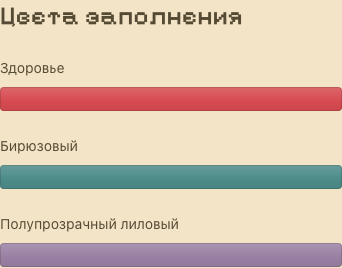 Цвета заполнения
Здоровье
Бирюзовый
Полупрозрачный лиловый